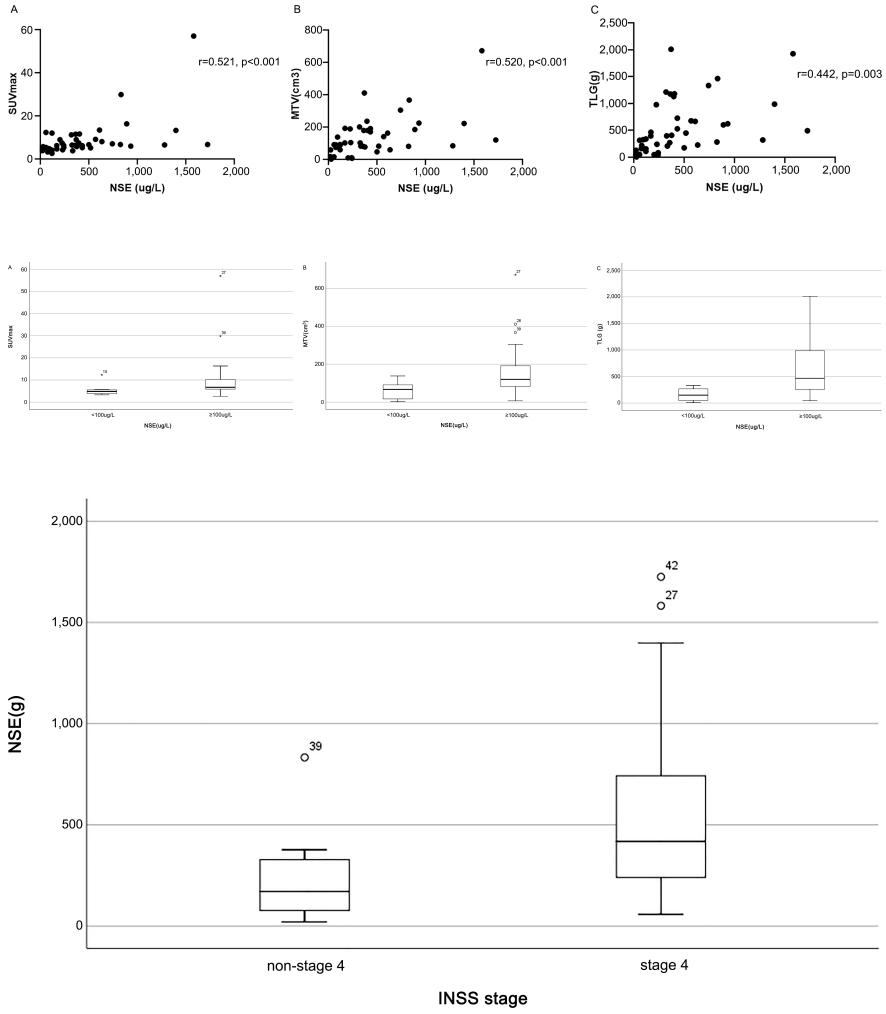 A
SUVmax
60
40
20
0
0
500
1,000
1,500
2,000
NSE (ug/L)
r=0.521, p<0.001
B
MTV(cm3)
800
600
400
200
0
0
500
1,000
1,500
2,000
NSE (ug/L)
r=0.520, p<0.001
C
TLG(g)
2,500
2,000
1,500
1,000
500
0
0
500
1,000
1,500
2,000
NSE (ug/L)
r=0.442, p=0.003
A
SUVmax
60
50
40
30
20
10
0
<100ug/L
≥100ug/L
NSE(ug/L)
27
B
MTV(cm³)
600
400
200
0
<100ug/L
≥100ug/L
NSE(ug/L)
27
C
TLG (g)
2,500
2,000
1,500
1,000
500
0
<100ug/L
≥100ug/L
NSE(ug/L)
NSE(g)
2,000
1,500
1,000
500
0
39
42
27
non-stage 4
stage 4
INSS stage